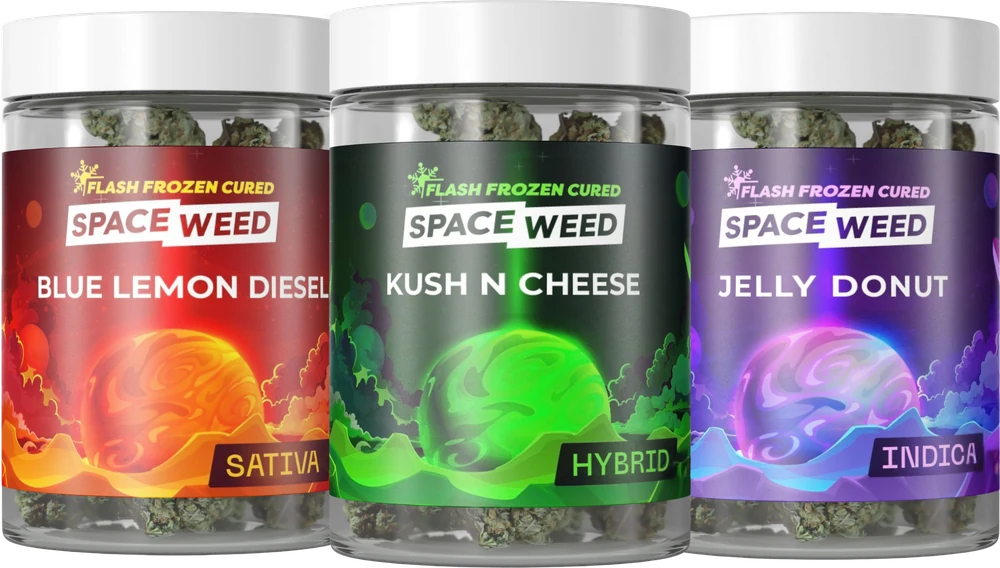 FLASH FROZEN CURED
SPACE WEED
BLUE LEMON DIESEL
SATIVA
FLASH FROZEN CURED
SPACE WEED
KUSH N CHEESE
HYBRID
FLASH FROZEN CURED
SPACE WEED
JELLY DONUT
INDICA